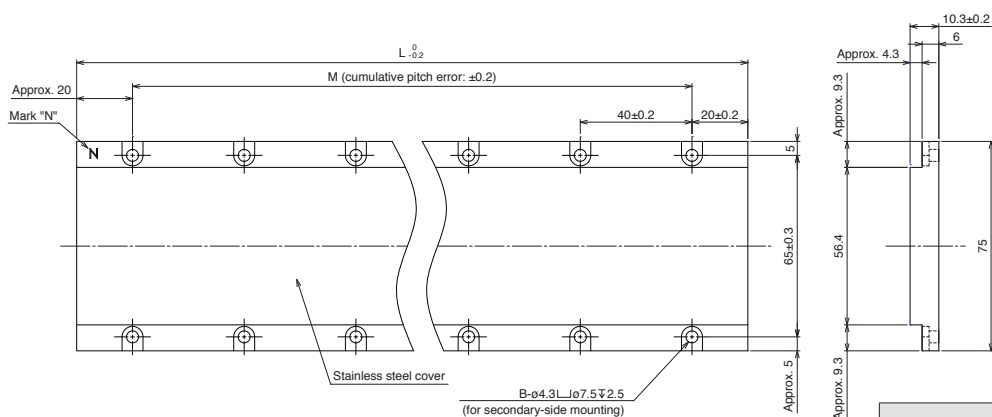 10.3±0.2
L 0 -0.2
6
Approx. 4.3
M (cumulative pitch error: ±0.2)
Approx. 20
Mark "N"
40±0.2
20±0.2
Approx. 9.3
N
5
65±0.3
56.4
75
Stainless steel cover
B-ø4.3⌴ø7.5↧2.5
(for secondary-side mounting)
Approx. 5
Approx. 9.3